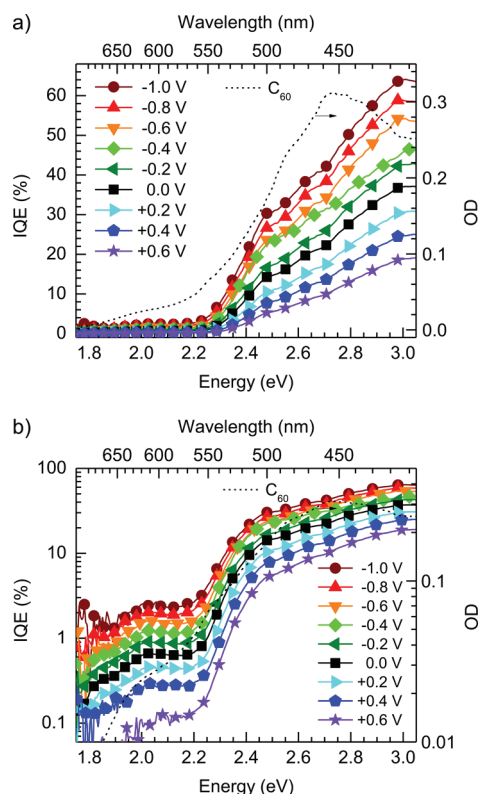 a)
Wavelength (nm)
650 600 550 500 450
-1.0 V
-0.8 V
-0.6 V
-0.4 V
-0.2 V
0.0 V
+0.2 V
+0.4 V
+0.6 V
C60
60
50
40
30
20
10
0
IQE (%)
0.3
0.2
0.1
0.0
OD
1.8 2.0 2.2 2.4 2.6 2.8 3.0
Energy (eV)
b)
Wavelength (nm)
650 600 550 500 450
C60
100
10
1
0.1
IQE (%)
-1.0 V
-0.8 V
-0.6 V
-0.4 V
-0.2 V
0.0 V
+0.2 V
+0.4 V
+0.6 V
0.1
0.01
OD
1.8 2.0 2.2 2.4 2.6 2.8 3.0
Energy (eV)